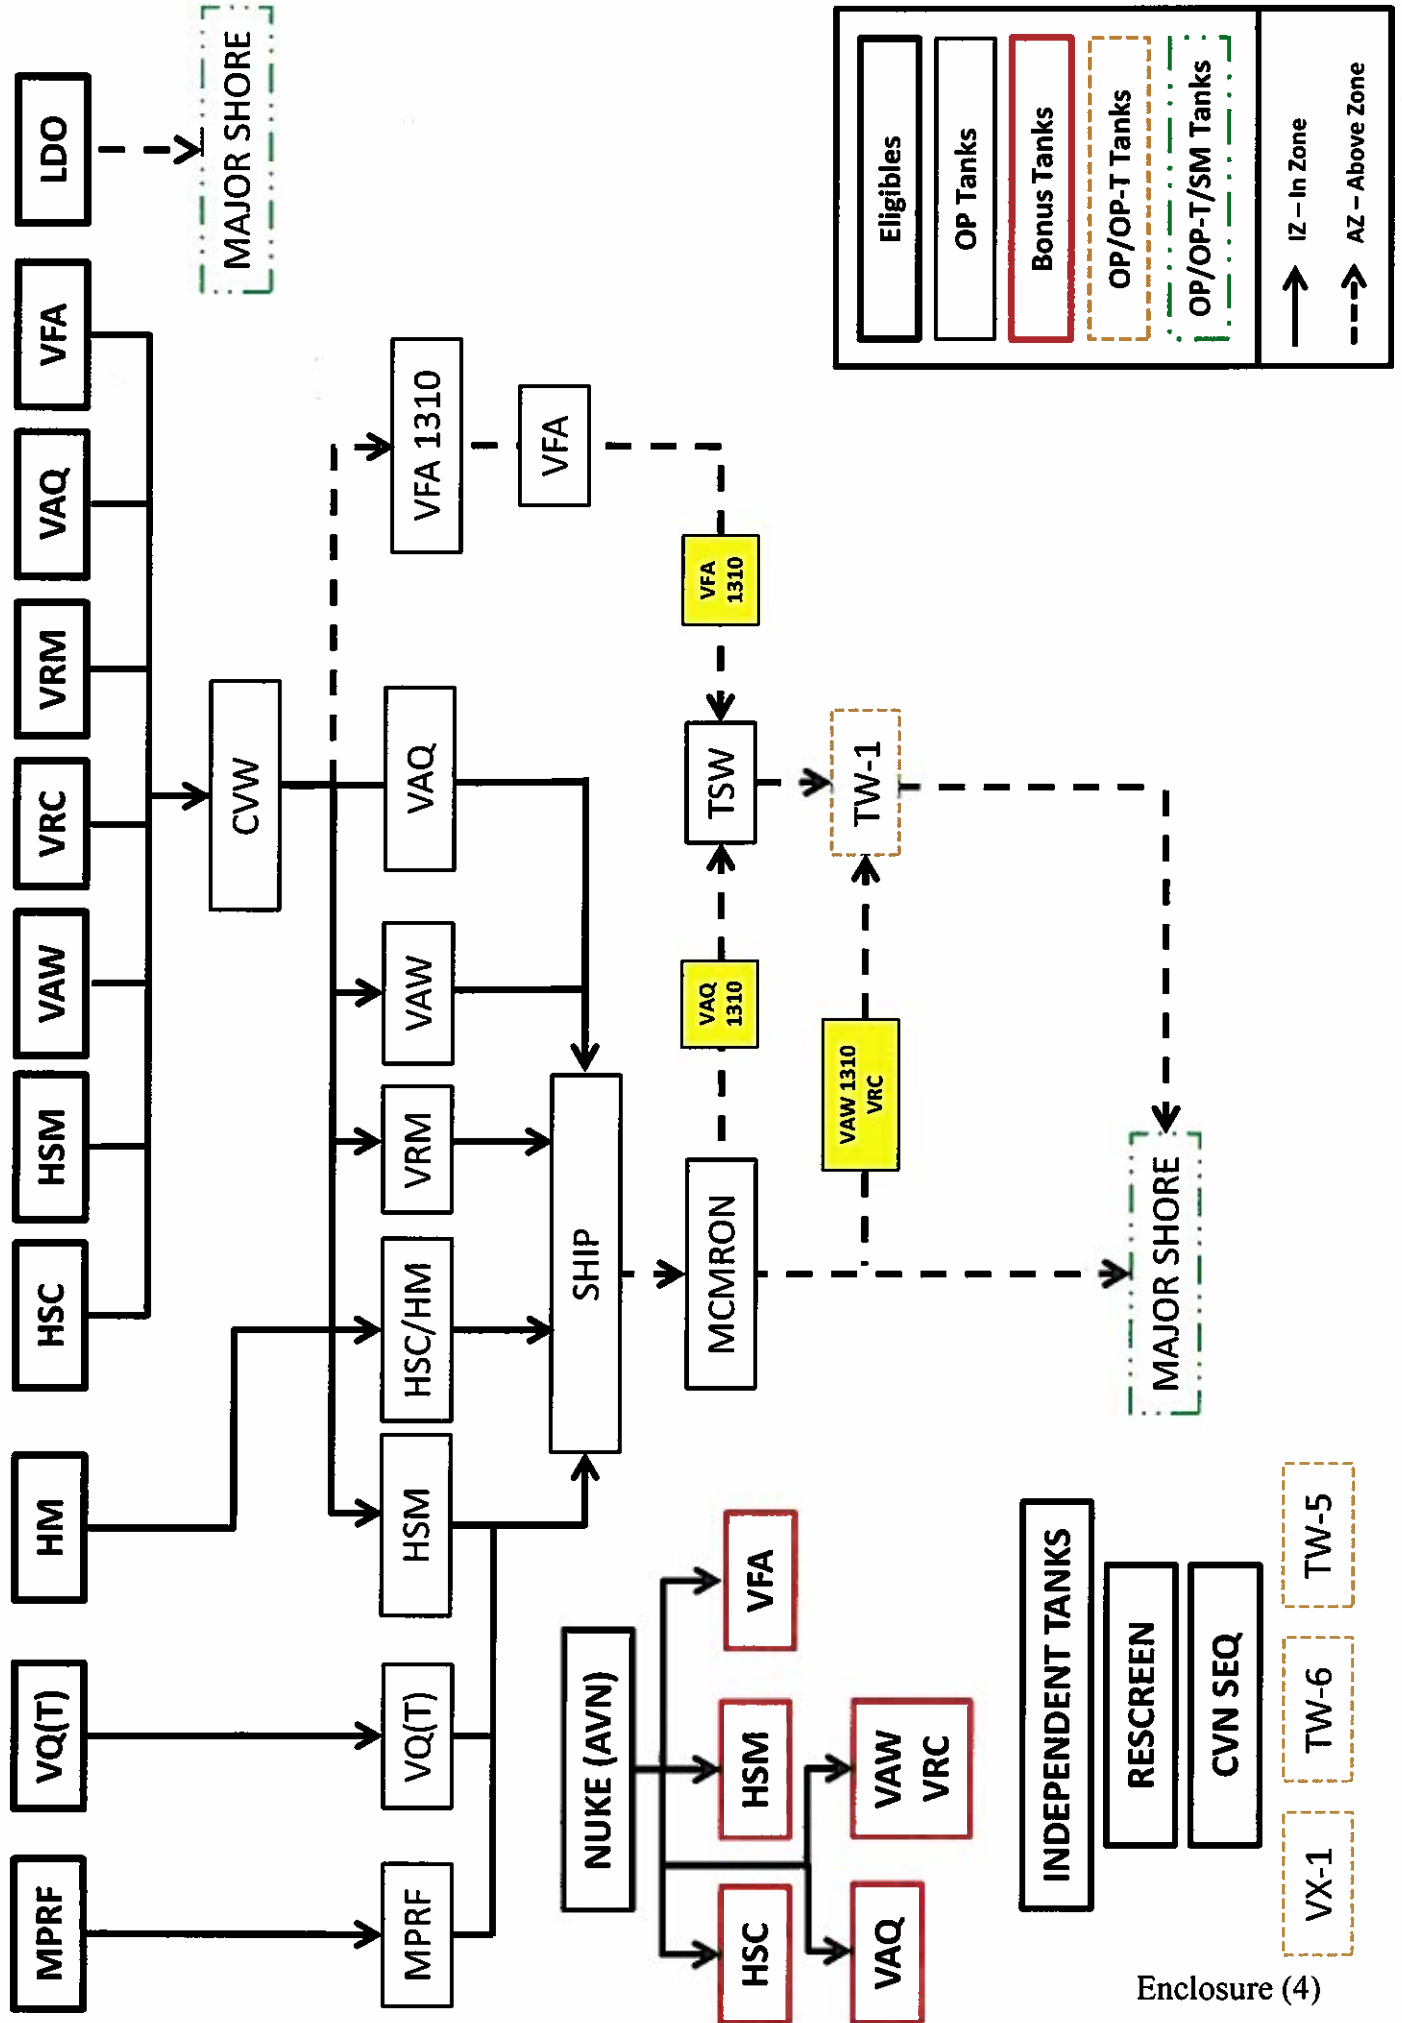 MPRF
VQ(T)
HM
HSC
HSM
VAW
VRC
VRM
VAQ
VFA
LDO
MAJOR SHORE
CVW
MPRF
VQ(T)
HSM
HSC/HM
VRM
VAW
VAQ
VFA 1310
VFA
SHIP
MCMRON
VAQ
1310
TSW
VFA
1310
VAW 1310
VRC
TW-1
MAJOR SHORE
NUKE (AVN)
HSC
HSM
VFA
VAQ
VAW
VRC
INDEPENDENT TANKS
RESCREEN
CVN SEQ
VX-1
TW-6
TW-5
Eligibles
OP Tanks
Bonus Tanks
OP/OP-T Tanks
OP/OP-T/SM Tanks
IZ – In Zone
AZ – Above Zone
Enclosure (4)